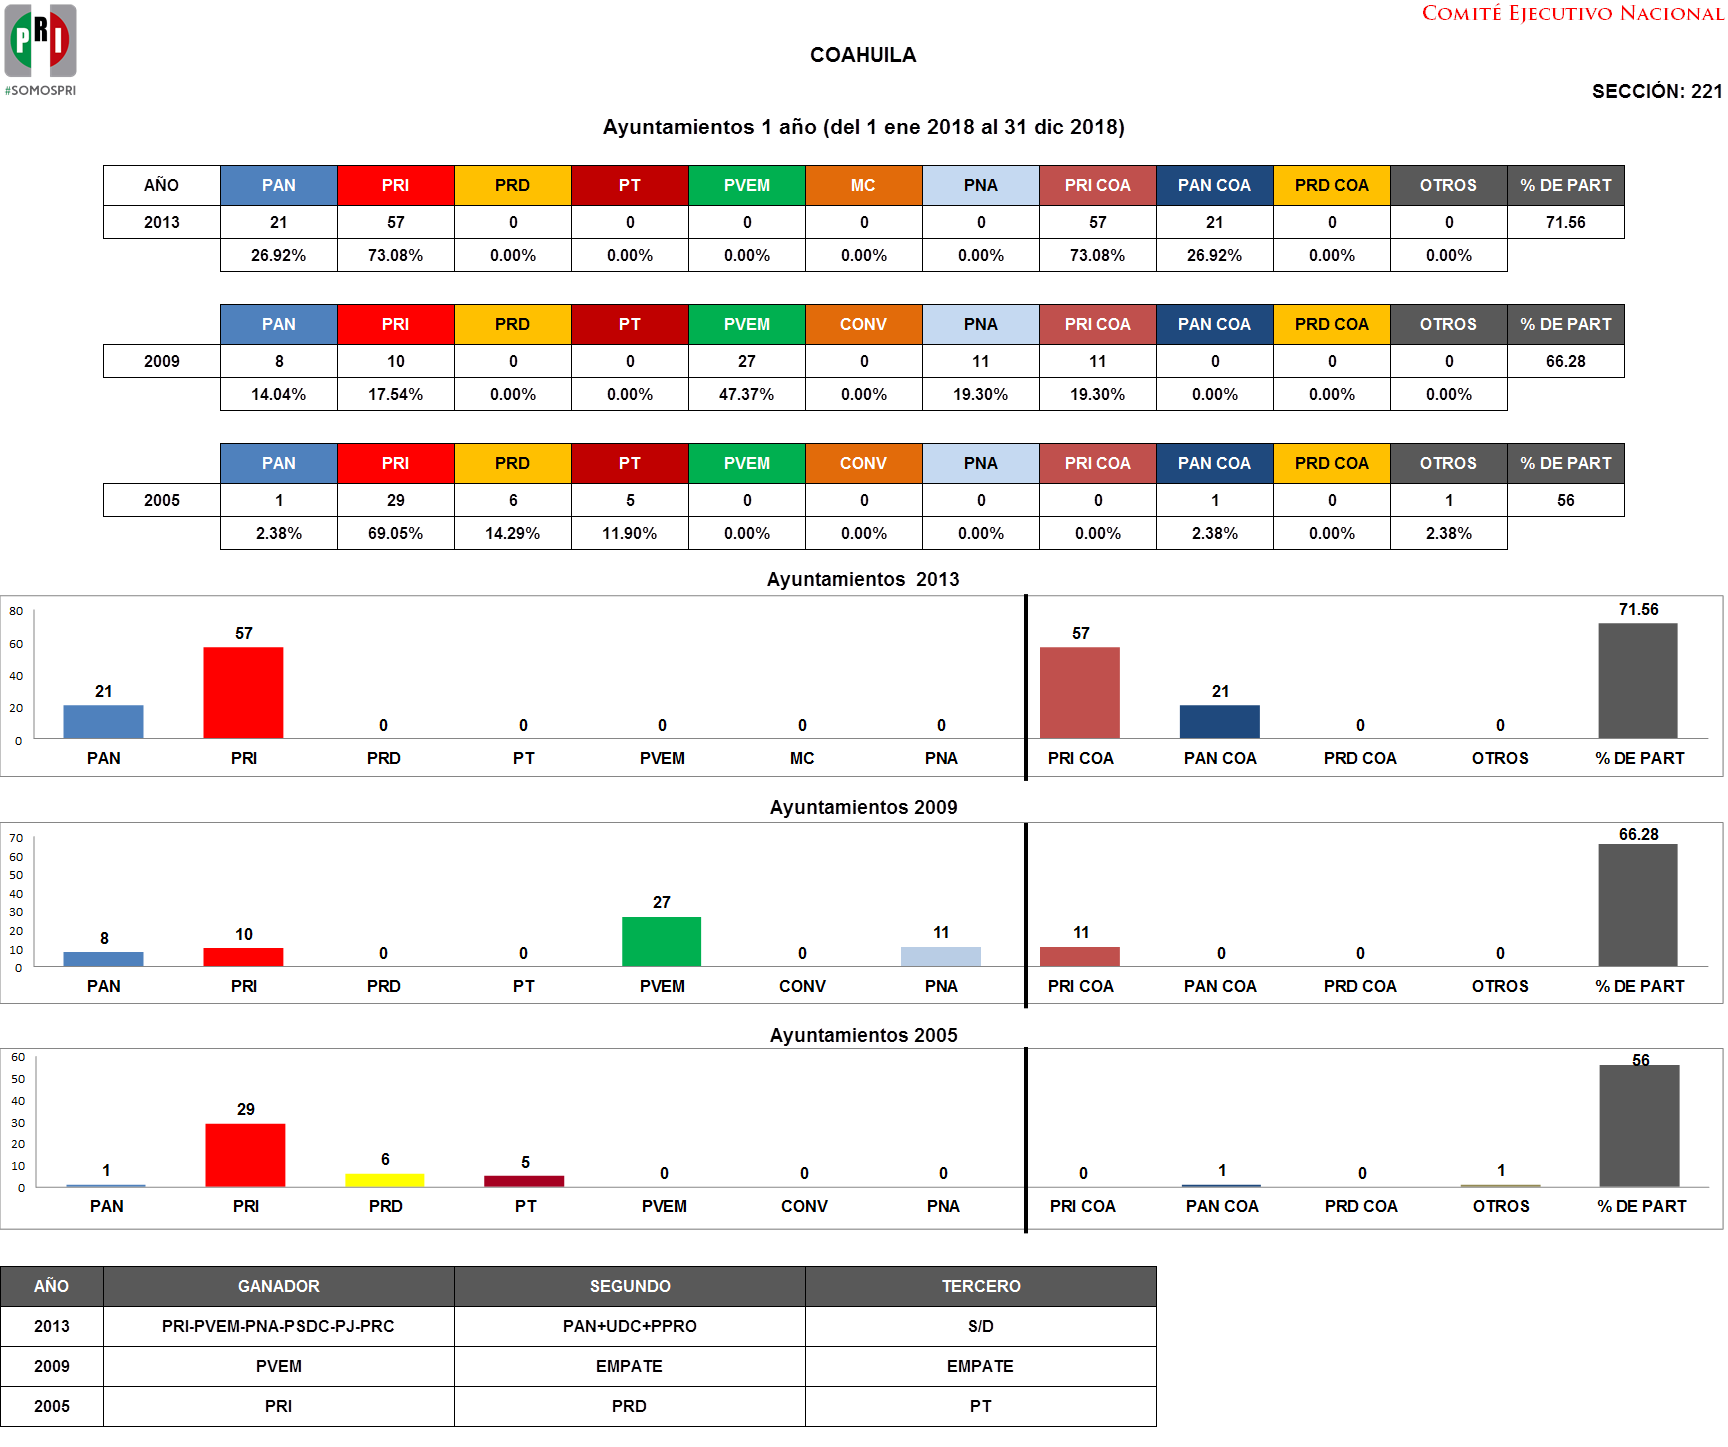 PRI
#SOMOSPRI
COMITÉ EJECUTIVO NACIONAL
COAHUILA
SECCIÓN: 221
Ayuntamientos 1 año (del 1 ene 2018 al 31 dic 2018)
AÑO PAN PRI PRD PT PVEM MC PNA PRI COA PAN COA PRD COA OTROS % DE PART
2013 21 57 0 0 0 0 0 57 21 0 0 71.56
26.92% 73.08% 0.00% 0.00% 0.00% 0.00% 0.00% 73.08% 26.92% 0.00% 0.00%
PAN PRI PRD PT PVEM CONV PNA PRI COA PAN COA PRD COA OTROS % DE PART
2009 8 10 0 0 27 0 11 11 0 0 0 66.28
14.04% 17.54% 0.00% 0.00% 47.37% 0.00% 19.30% 19.30% 0.00% 0.00% 0.00%
PAN PRI PRD PT PVEM CONV PNA PRI COA PAN COA PRD COA OTROS % DE PART
2005 1 29 6 5 0 0 0 0 1 0 1 56
2.38% 69.05% 14.29% 11.90% 0.00% 0.00% 0.00% 0.00% 2.38% 0.00% 2.38%
Ayuntamientos 2013
80
60
40
20
0
21 57 0 0 0 0 0 57 21 0 0 71.56
PAN PRI PRD PT PVEM MC PNA PRI COA PAN COA PRD COA OTROS % DE PART
Ayuntamientos 2009
70
60
50
40
30
20
10
0
8 10 0 0 27 0 11 11 0 0 0 66.28
PAN PRI PRD PT PVEM CONV PNA PRI COA PAN COA PRD COA OTROS % DE PART
Ayuntamientos 2005
60
50
40
30
20
10
0
1 29 6 5 0 0 0 0 1 0 1 56
PAN PRI PRD PT PVEM CONV PNA PRI COA PAN COA PRD COA OTROS % DE PART
AÑO GANADOR SEGUNDO TERCERO
2013 PRI-PVEM-PNA-PSDC-PJ-PRC PAN+UDC+PPRO S/D
2009 PVEM EMPATE EMPATE
2005 PRI PRD PT